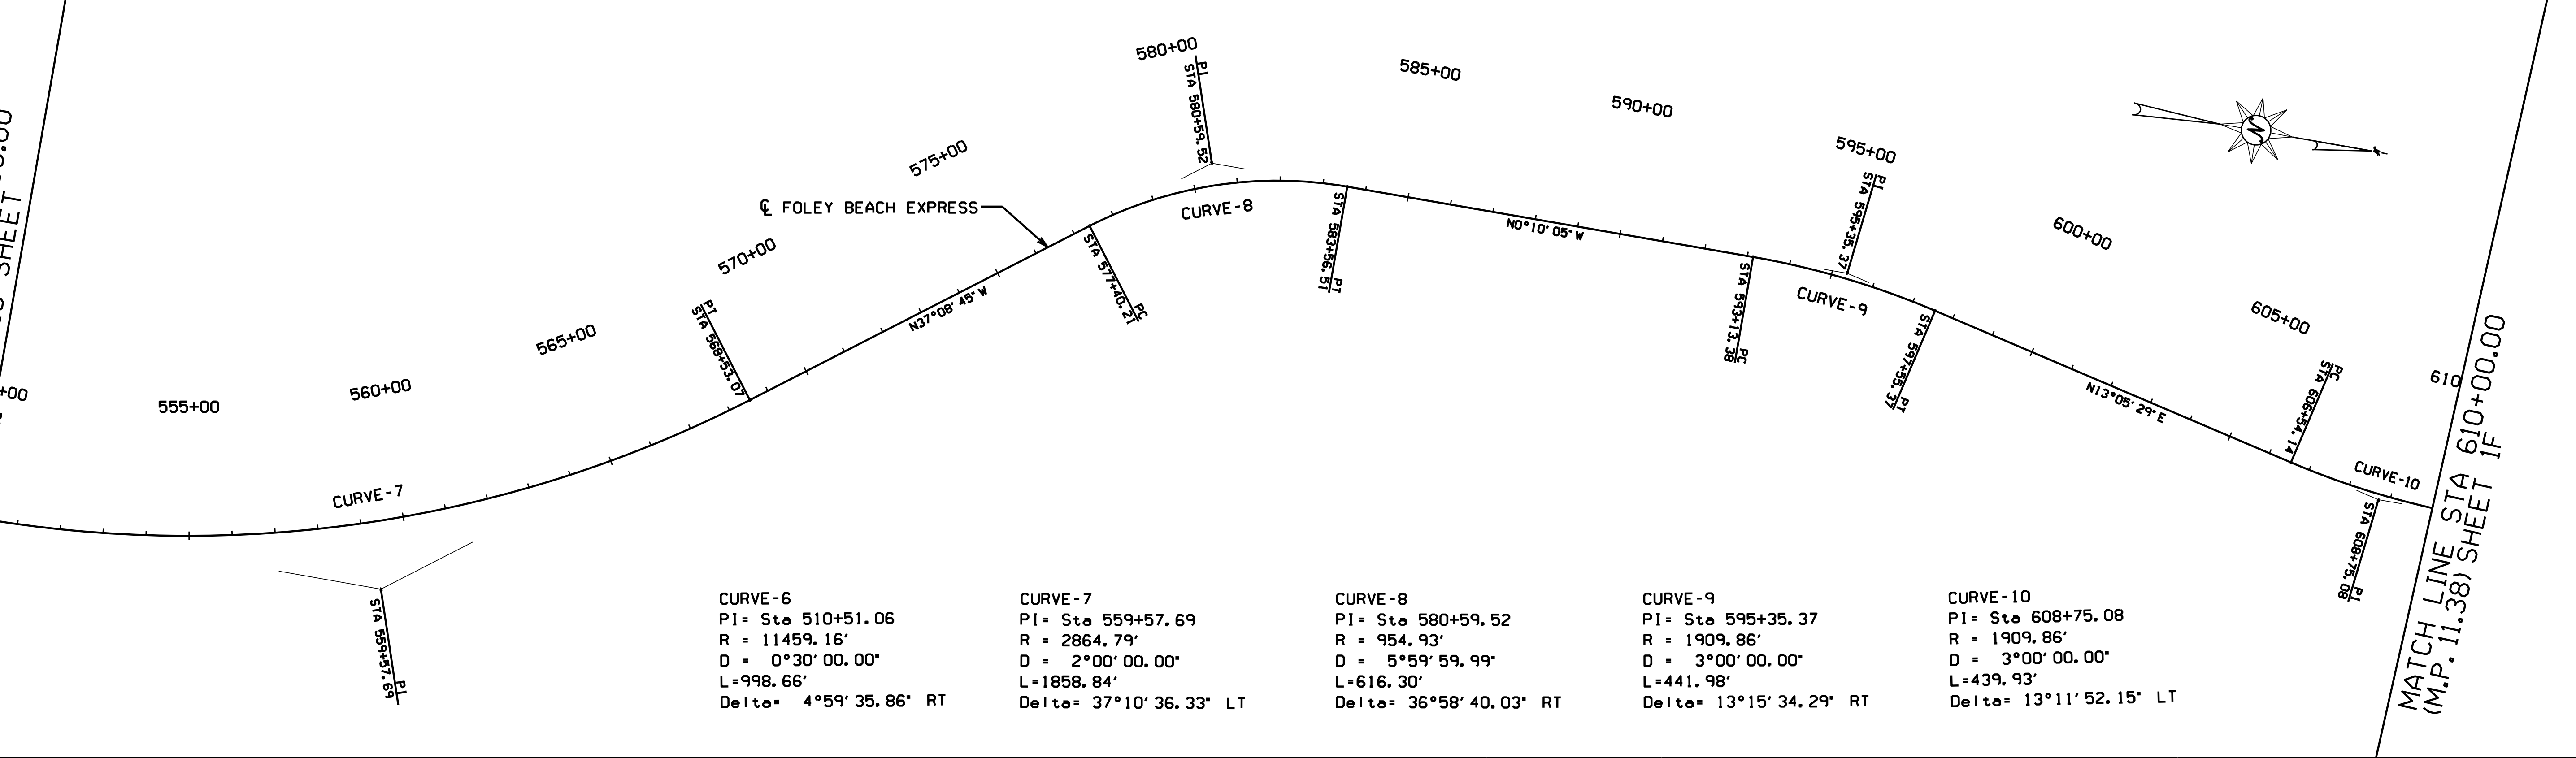 580+00
585+00
590+00
595+00
575+00
570+00
565+00
560+00
555+00
+00
600+00
605+00
610
SHEET
N
℄ FOLEY BEACH EXPRESS
PI
STA 559+57.69
CURVE-7
PT
STA 568+53.07
N37°08'45"W
STA 577+40.21
PC
PI
STA 580+59.52
CURVE-8
STA 583+56.51
PT
N0°10'05"W
STA 593+13.38
PC
PI
STA 595+35.37
CURVE-9
STA 597+55.37
PT
N13°05'29"E
PC
STA 606+54.14
CURVE-10
STA 608+75.08
PI
MATCH LINE STA 610+00.00
(M.P. 11.38) SHEET 1F
CURVE-6
PI= Sta 510+51.06
R = 11459.16'
D = 0°30'00.00"
L=998.66'
Delta= 4°59'35.86" RT
CURVE-7
PI= Sta 559+57.69
R = 2864.79'
D = 2°00'00.00"
L=1858.84'
Delta= 37°10'36.33" LT
CURVE-8
PI= Sta 580+59.52
R = 954.93'
D = 5°59'59.99"
L=616.30'
Delta= 36°58'40.03" RT
CURVE-9
PI= Sta 595+35.37
R = 1909.86'
D = 3°00'00.00"
L=441.98'
Delta= 13°15'34.29" RT
CURVE-10
PI= Sta 608+75.08
R = 1909.86'
D = 3°00'00.00"
L=439.93'
Delta= 13°11'52.15" LT